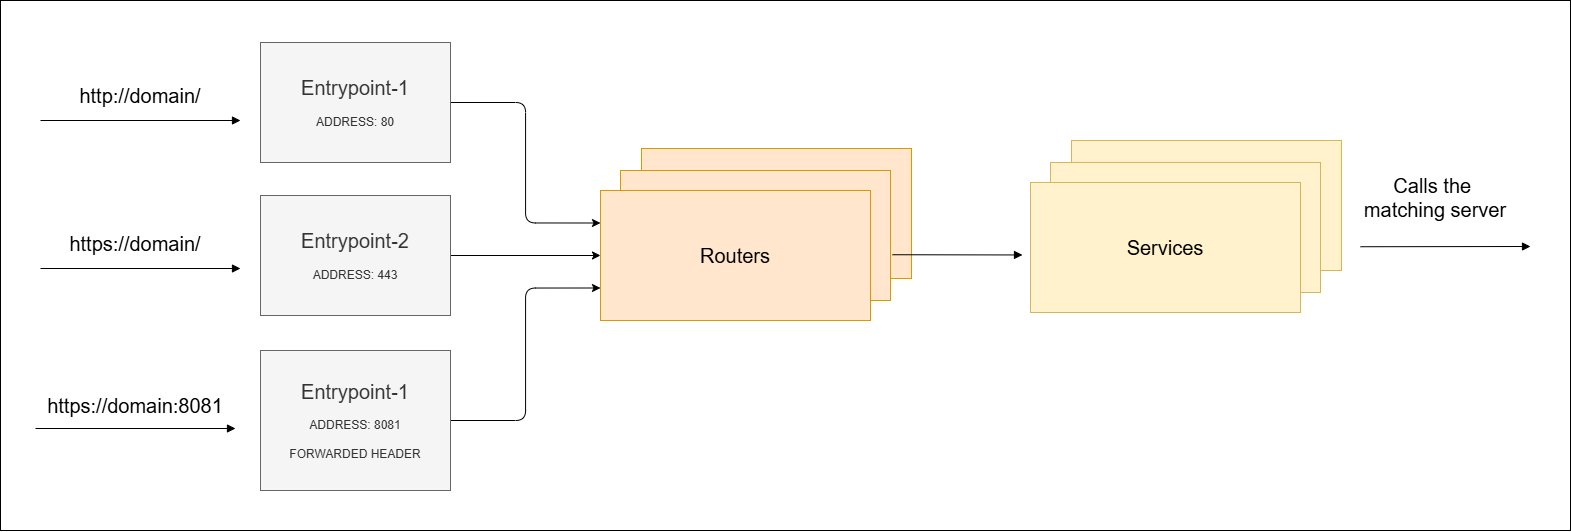 http://domain/
Entrypoint-1
ADDRESS: 80
https://domain/
Entrypoint-2
ADDRESS: 443
https://domain:8081
Entrypoint-1
ADDRESS: 8081
FORWARDED HEADER
Routers
Services
Calls the
matching server